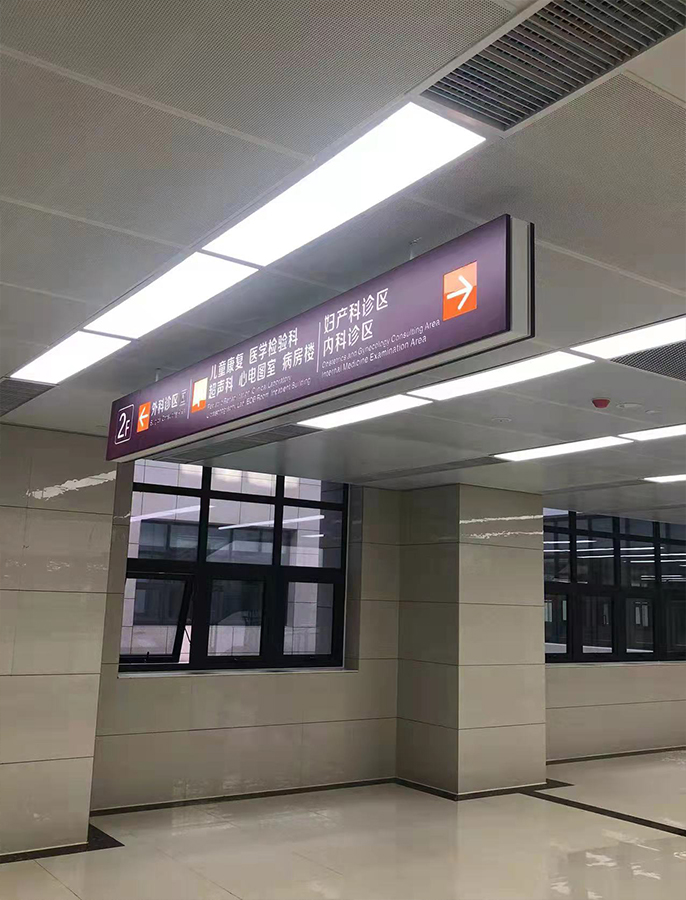 2F
外科诊区
儿童康复 医学检验科
超声科 心电图室 病房楼
妇产科诊区
内科诊区
Obstetrics and Gynecology Consulting Area
Internal Medicine Examination Area